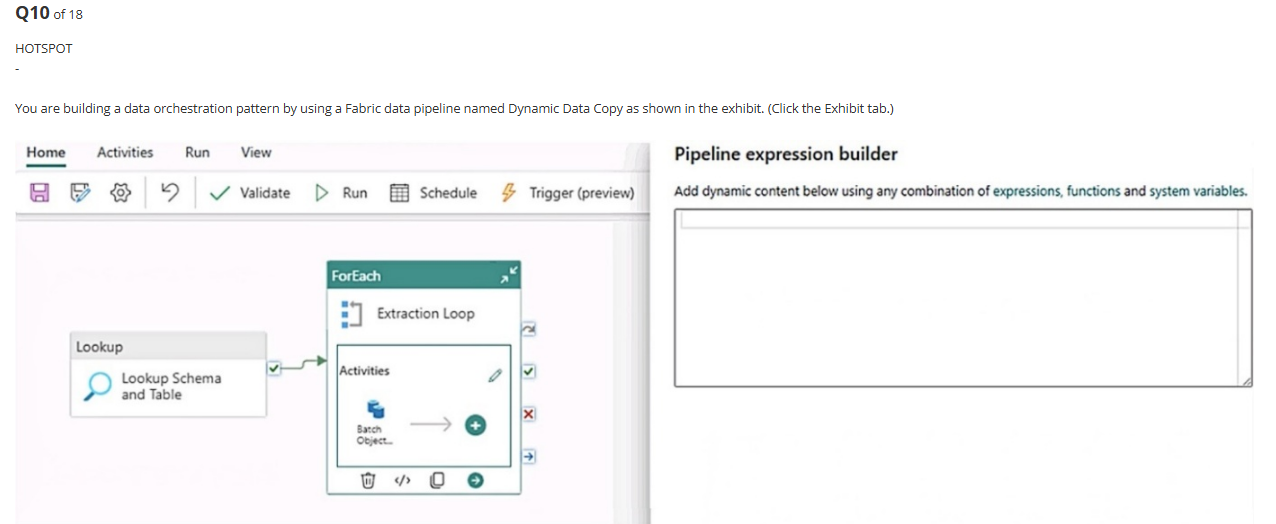 Q10 of 18
HOTSPOT
-
You are building a data orchestration pattern by using a Fabric data pipeline named Dynamic Data Copy as shown in the exhibit. (Click the Exhibit tab.)
Home Activities Run View
Validate Run Schedule Trigger (preview)
ForEach
Extraction Loop
Lookup
Lookup Schema
and Table
Activities
Batch
Object...
</>
Pipeline expression builder
Add dynamic content below using any combination of expressions, functions and system variables.